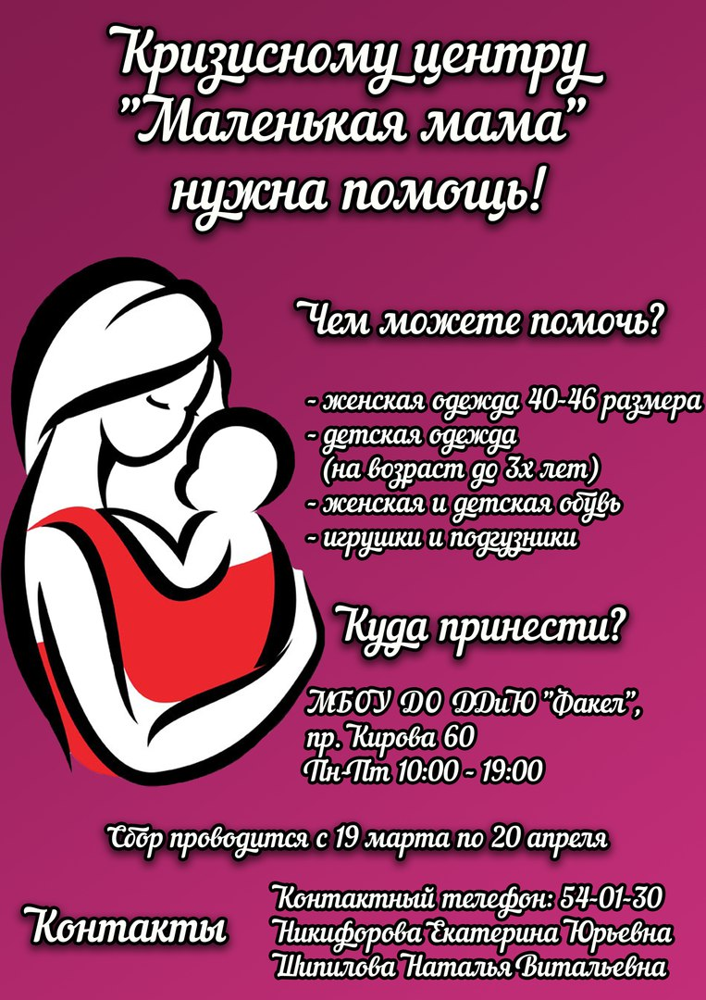 Кризисному центру
"Маленькая мама"
нужна помощь!
Чем можете помочь?
- женская одежда 40-46 размера
- детская одежда
(на возраст до 3х лет)
- женская и детская обувь
- игрушки и подгузники
Куда принести?
МБОУ ДО ДДиЮ "Факел",
пр. Кирова 60
Пн-Пт 10:00 - 19:00
Сбор проводится с 19 марта по 20 апреля
Контакты
Контактный телефон: 54-01-30
Никифорова Екатерина Юрьевна
Шипилова Наталья Витальевна